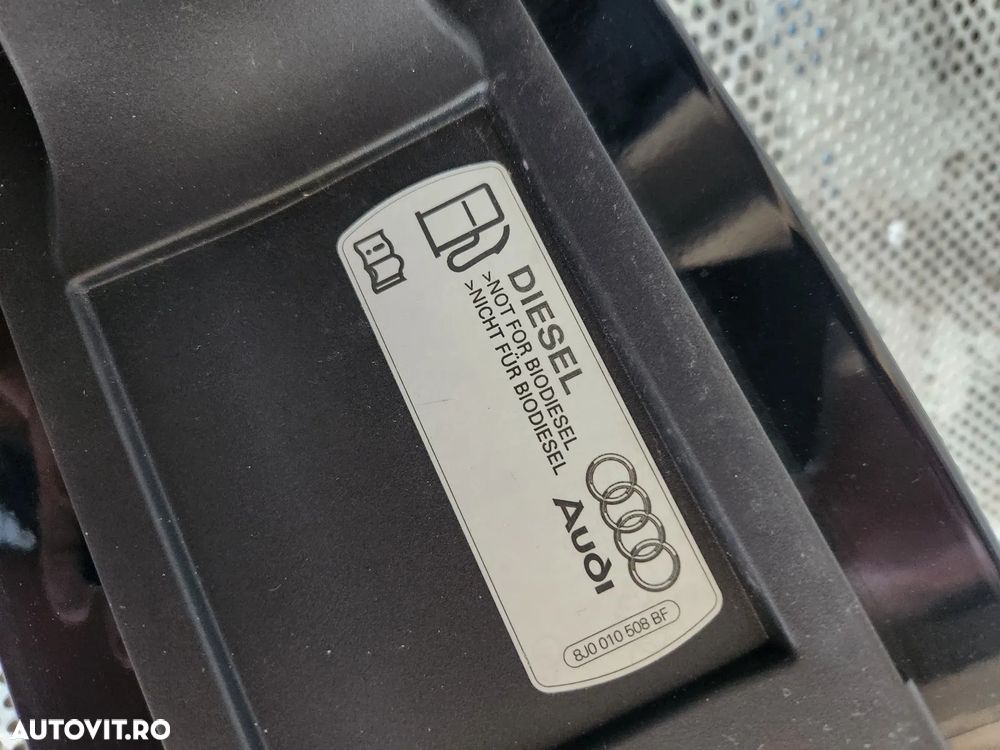 DIESEL
>NOT FOR BIODIESEL
>NICHT FÜR BIODIESEL
Audi
8J0 010 508 BF
AUTOVIT.RO